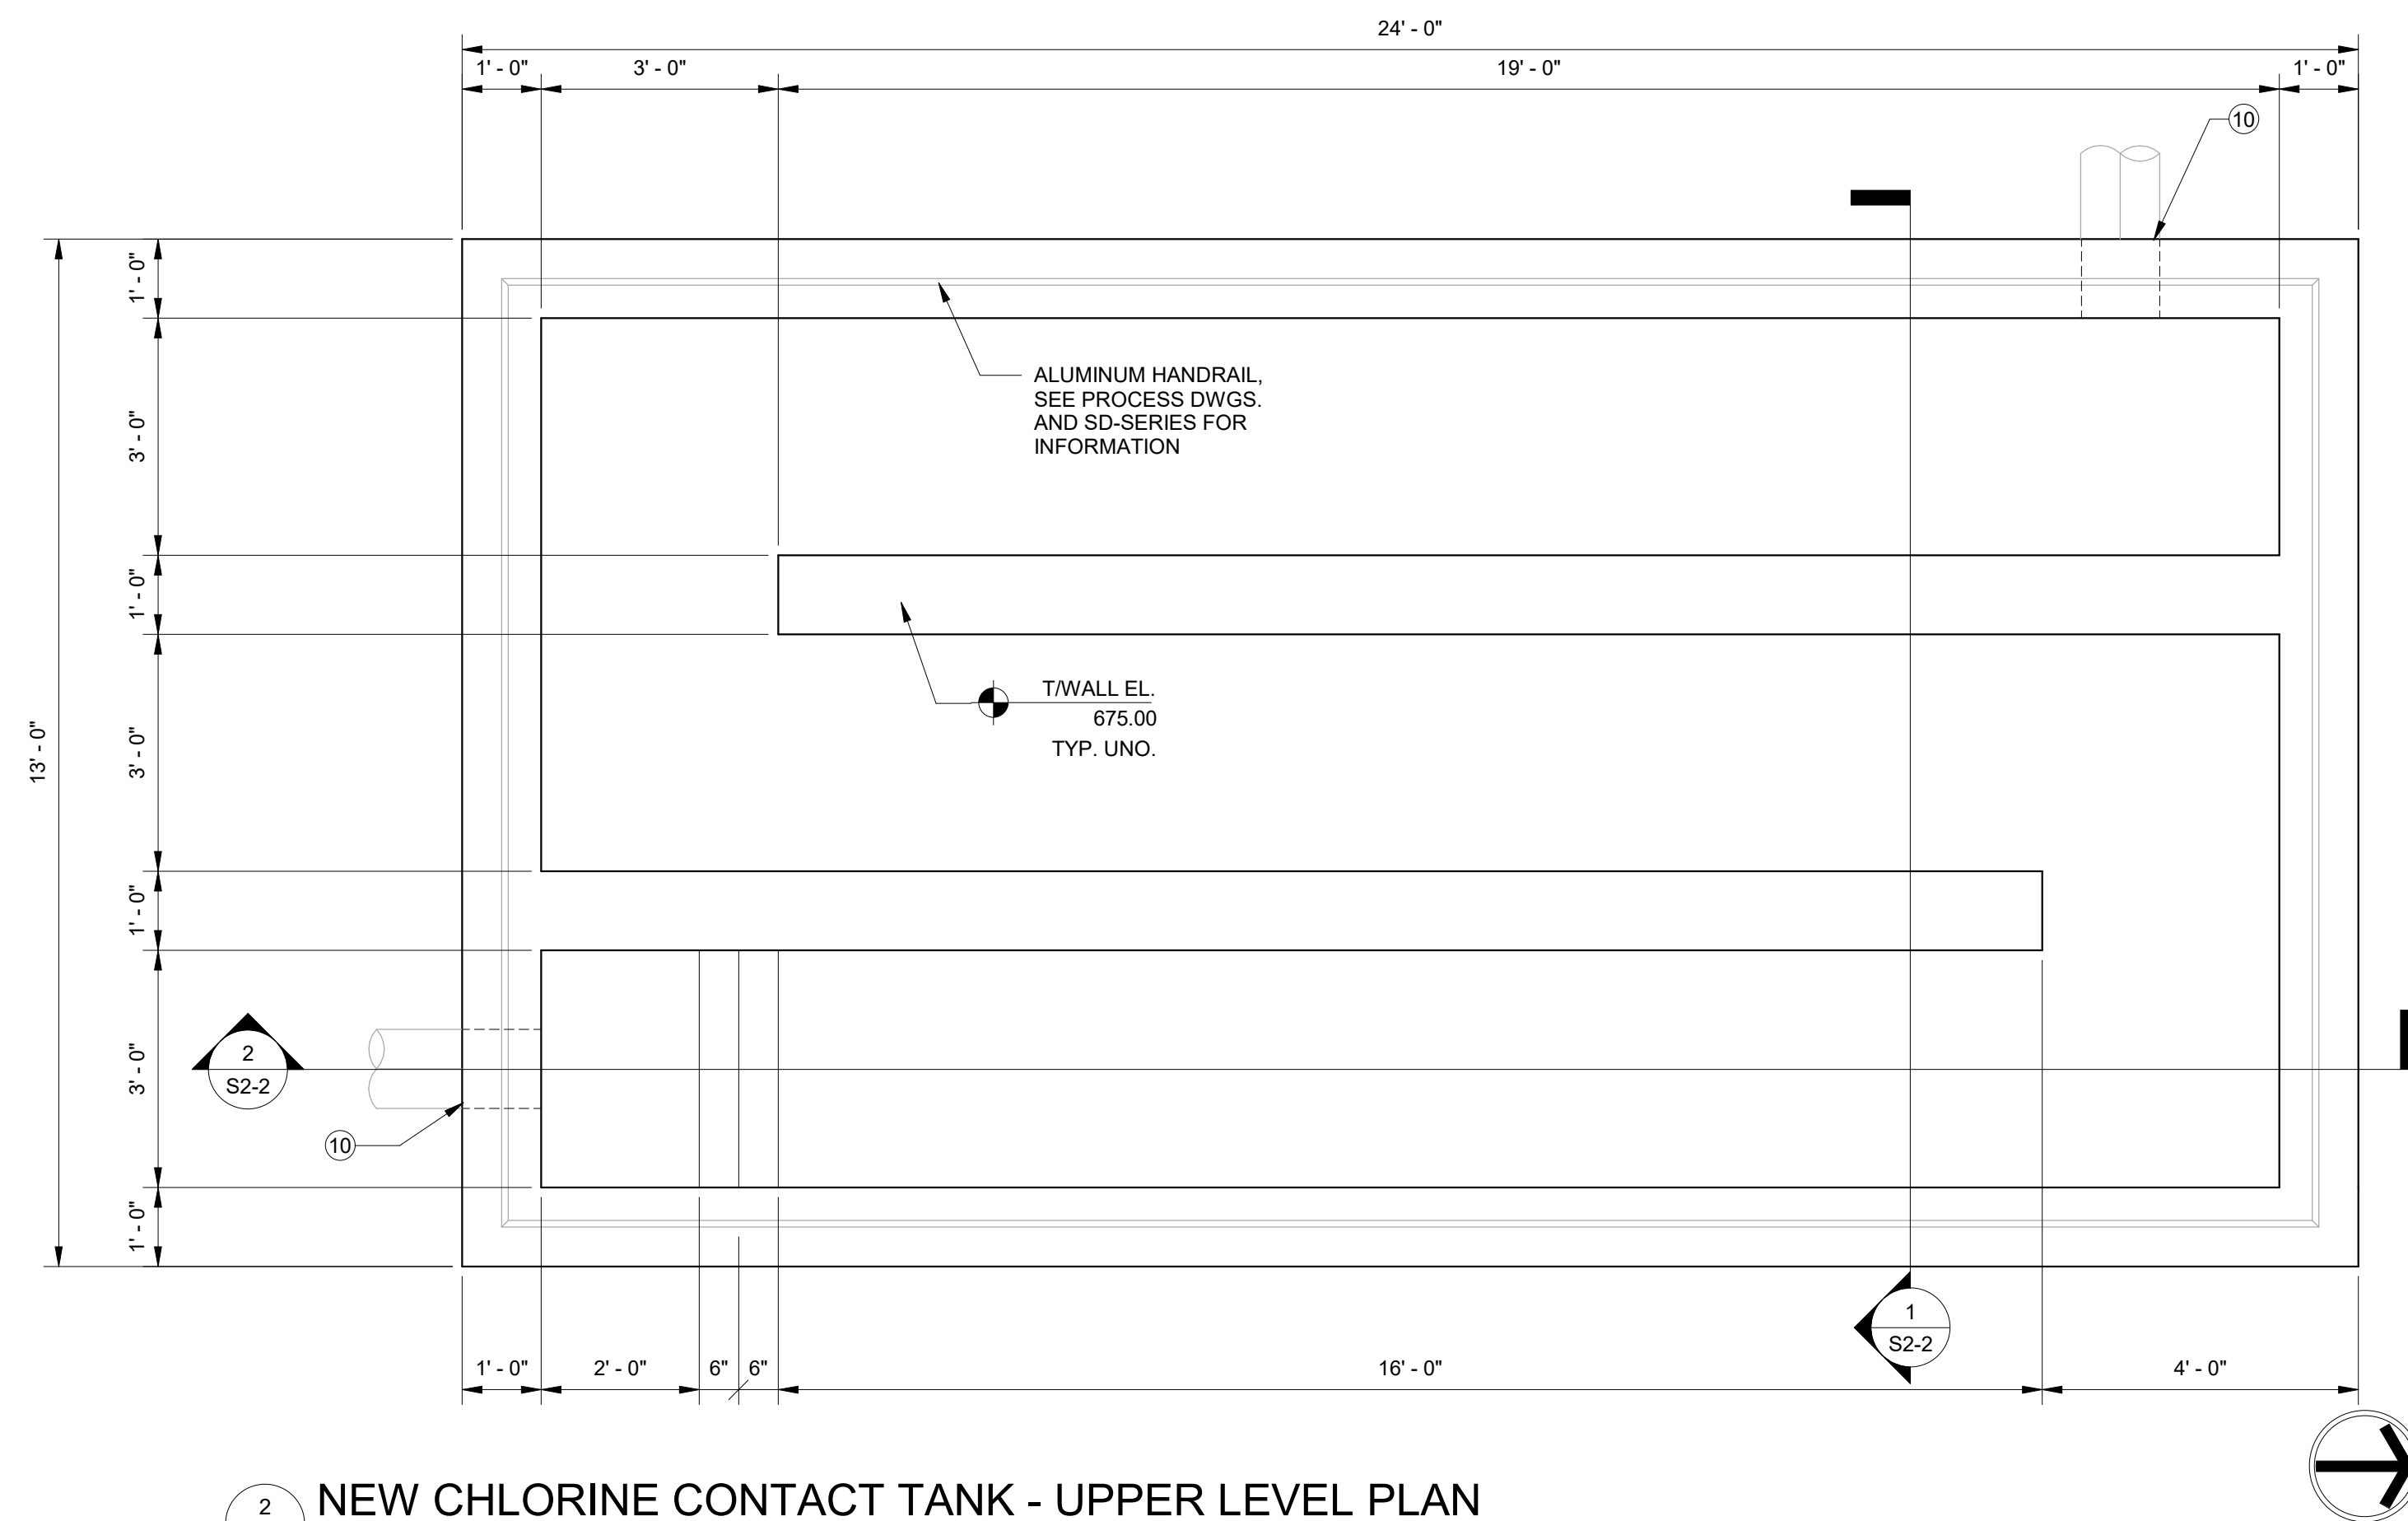 24' - 0"
1' - 0"
3' - 0"
19' - 0"
1' - 0"
10
1' - 0"
3' - 0"
1' - 0"
3' - 0"
1' - 0"
3' - 0"
1' - 0"
13' - 0"
ALUMINUM HANDRAIL,
SEE PROCESS DWGS.
AND SD-SERIES FOR
INFORMATION
T/WALL EL.
675.00
TYP. UNO.
2
S2-2
10
1
S2-2
1' - 0"
2' - 0"
6"
6"
16' - 0"
4' - 0"
2
NEW CHLORINE CONTACT TANK - UPPER LEVEL PLAN